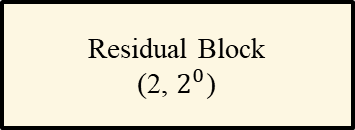 Residual Block
(2, 2⁰)